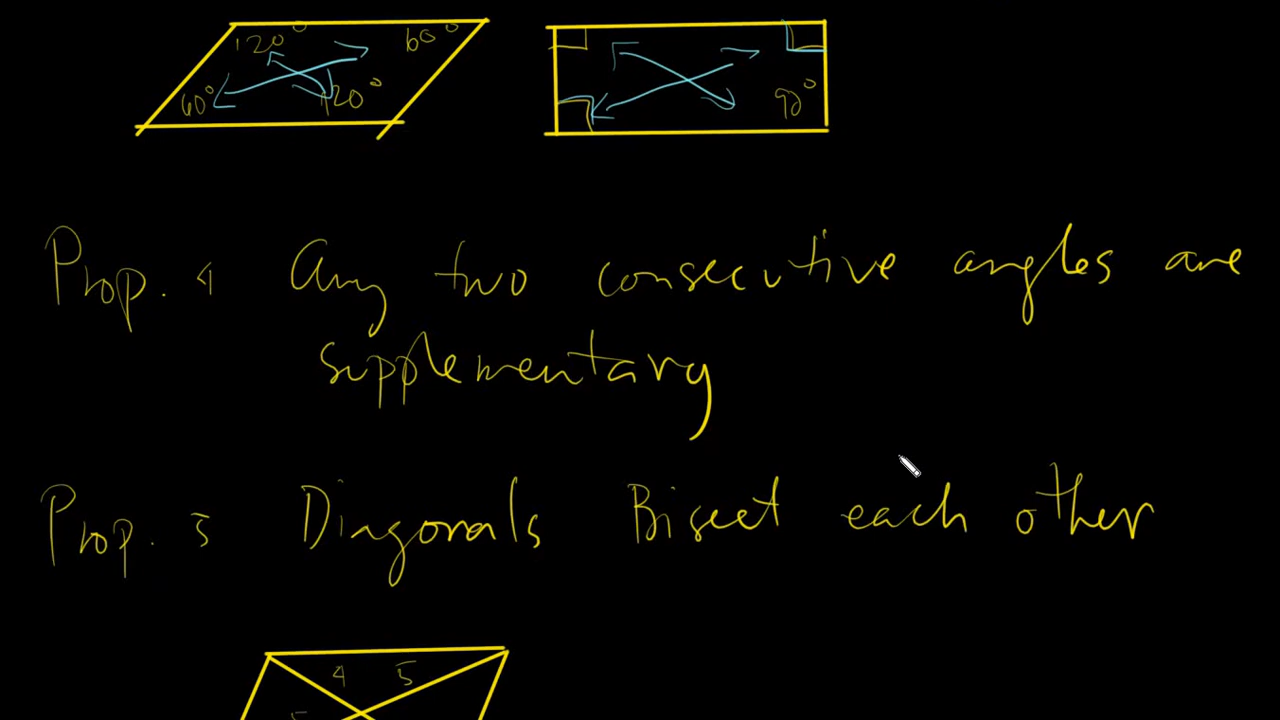 120° 60°
60° 120° 90°
Prop. 4 Any two consecutive angles are
supplementary
Prop. 5 Diagonals Bisect each other
4 5
5